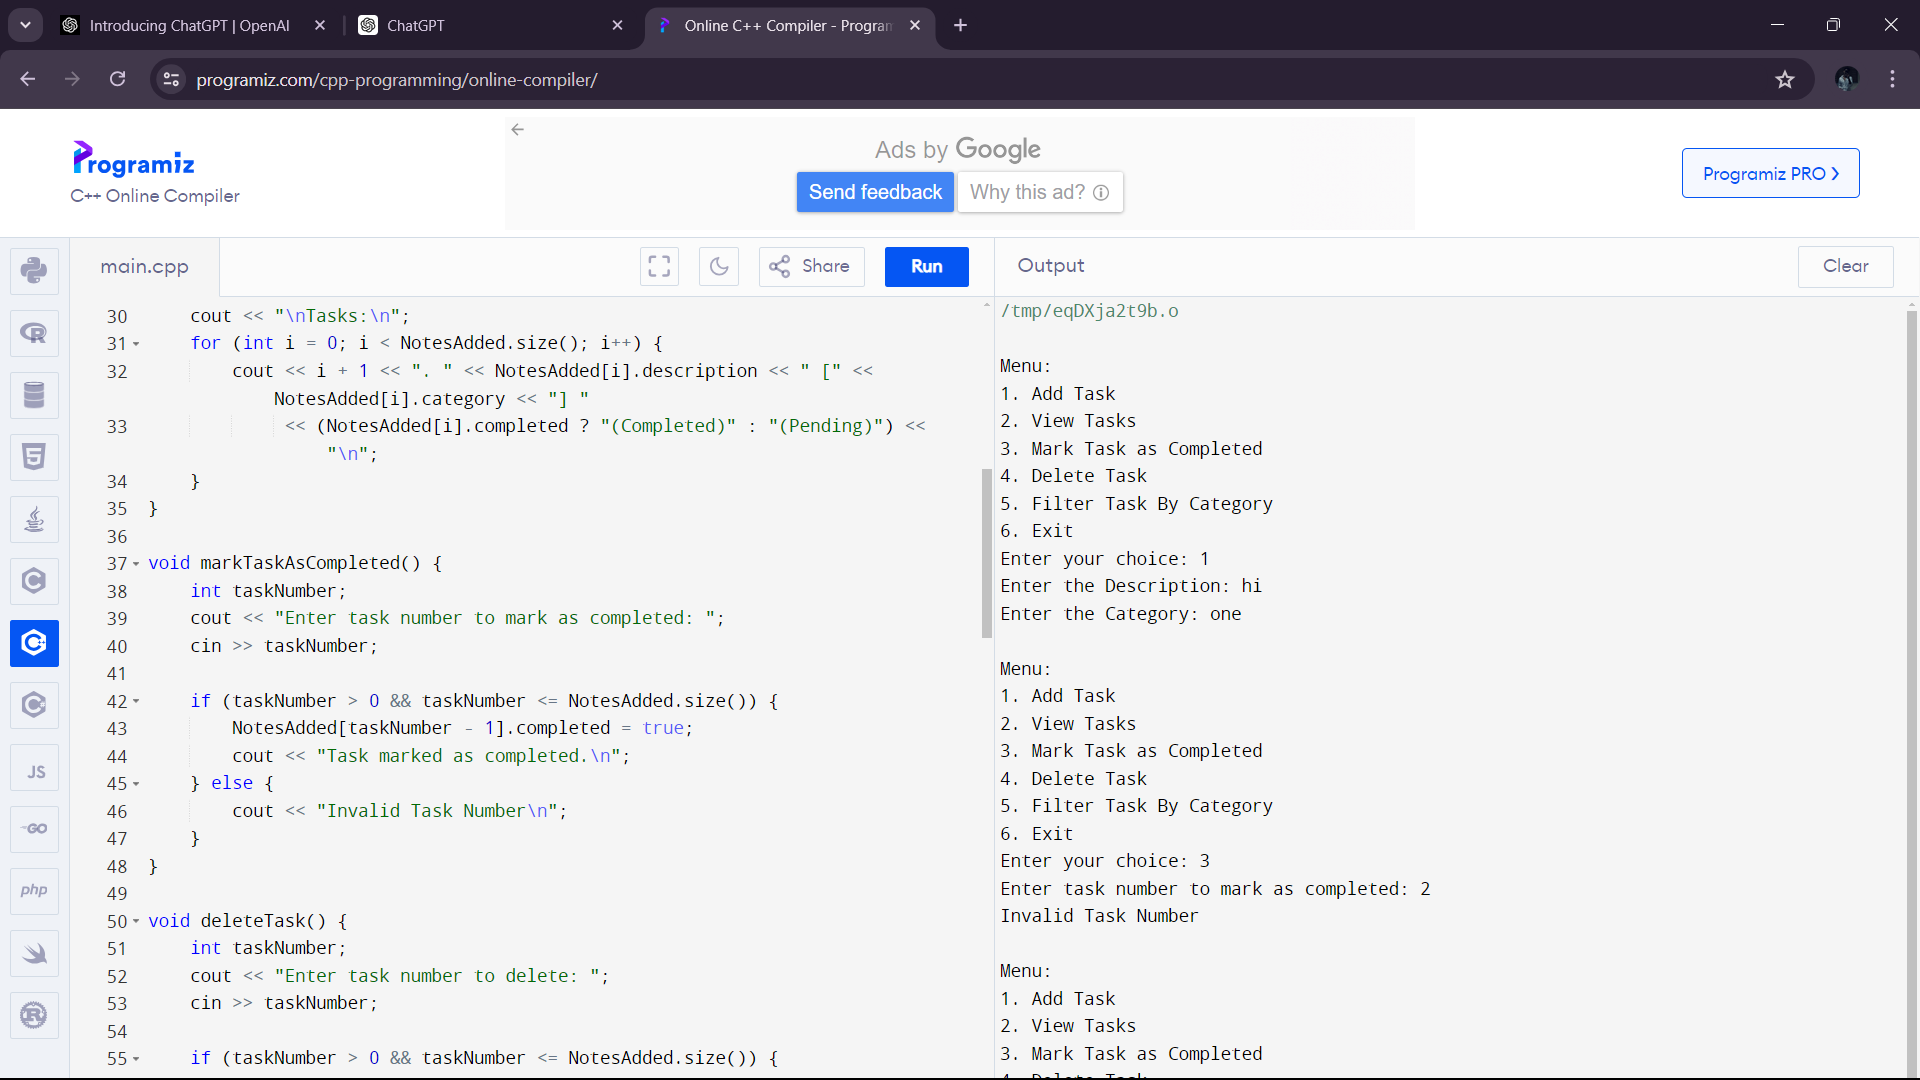 Introducing ChatGPT | OpenAI
ChatGPT
Online C++ Compiler - Program
programiz.com/cpp-programming/online-compiler/
Programiz
C++ Online Compiler
Ads by Google
Send feedback
Why this ad?
Programiz PRO
main.cpp
Share
Run
Output
Clear
30 cout << "\nTasks:\n";
31 for (int i = 0; i < NotesAdded.size(); i++) {
32 cout << i + 1 << ". " << NotesAdded[i].description << " [" <<
NotesAdded[i].category << "] "
33 << (NotesAdded[i].completed ? "(Completed)" : "(Pending)") <<
"\n";
34 }
35 }
36
37 void markTaskAsCompleted() {
38 int taskNumber;
39 cout << "Enter task number to mark as completed: ";
40 cin >> taskNumber;
41
42 if (taskNumber > 0 && taskNumber <= NotesAdded.size()) {
43 NotesAdded[taskNumber - 1].completed = true;
44 cout << "Task marked as completed.\n";
45 } else {
46 cout << "Invalid Task Number\n";
47 }
48 }
49
50 void deleteTask() {
51 int taskNumber;
52 cout << "Enter task number to delete: ";
53 cin >> taskNumber;
54
55 if (taskNumber > 0 && taskNumber <= NotesAdded.size()) {
JS
GO
php
/tmp/eqDXja2t9b.o
Menu:
1. Add Task
2. View Tasks
3. Mark Task as Completed
4. Delete Task
5. Filter Task By Category
6. Exit
Enter your choice: 1
Enter the Description: hi
Enter the Category: one
Menu:
1. Add Task
2. View Tasks
3. Mark Task as Completed
4. Delete Task
5. Filter Task By Category
6. Exit
Enter your choice: 3
Enter task number to mark as completed: 2
Invalid Task Number
Menu:
1. Add Task
2. View Tasks
3. Mark Task as Completed
4. Delete Task